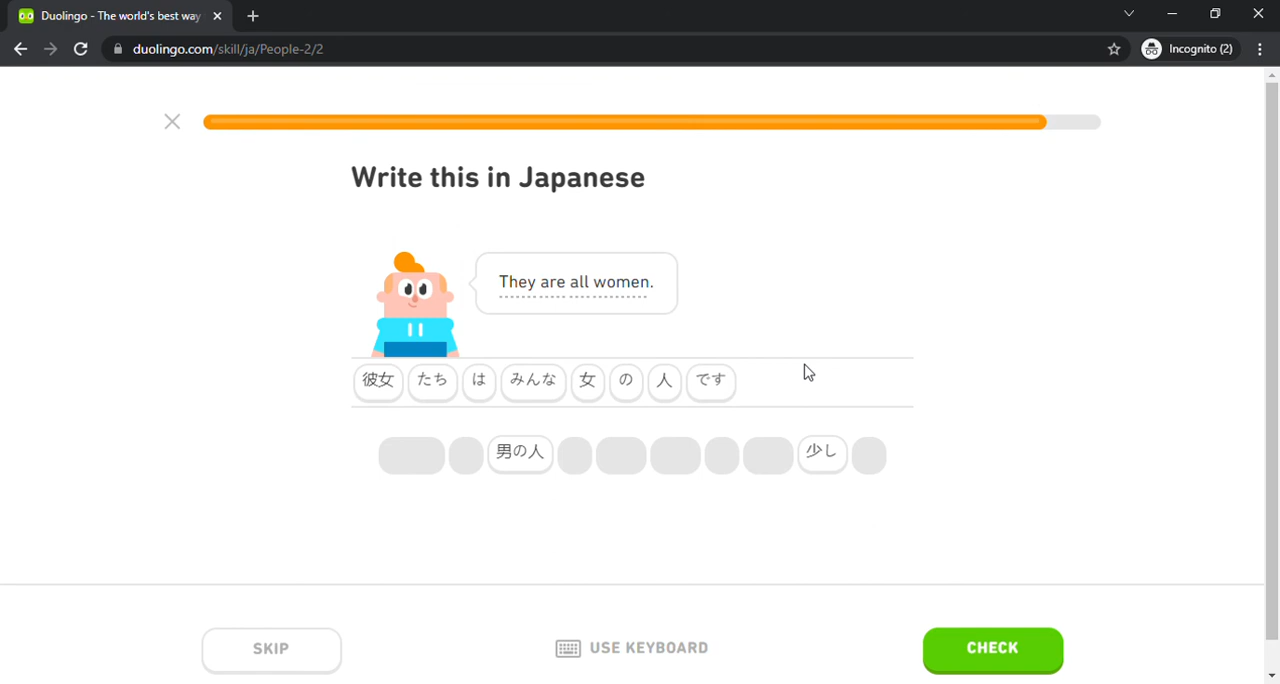 Duolingo - The world's best way
duolingo.com/skill/ja/People-2/2
Incognito (2)
Write this in Japanese
They are all women.
彼女 たち は みんな 女 の 人 です
男の人 少し
SKIP
USE KEYBOARD
CHECK